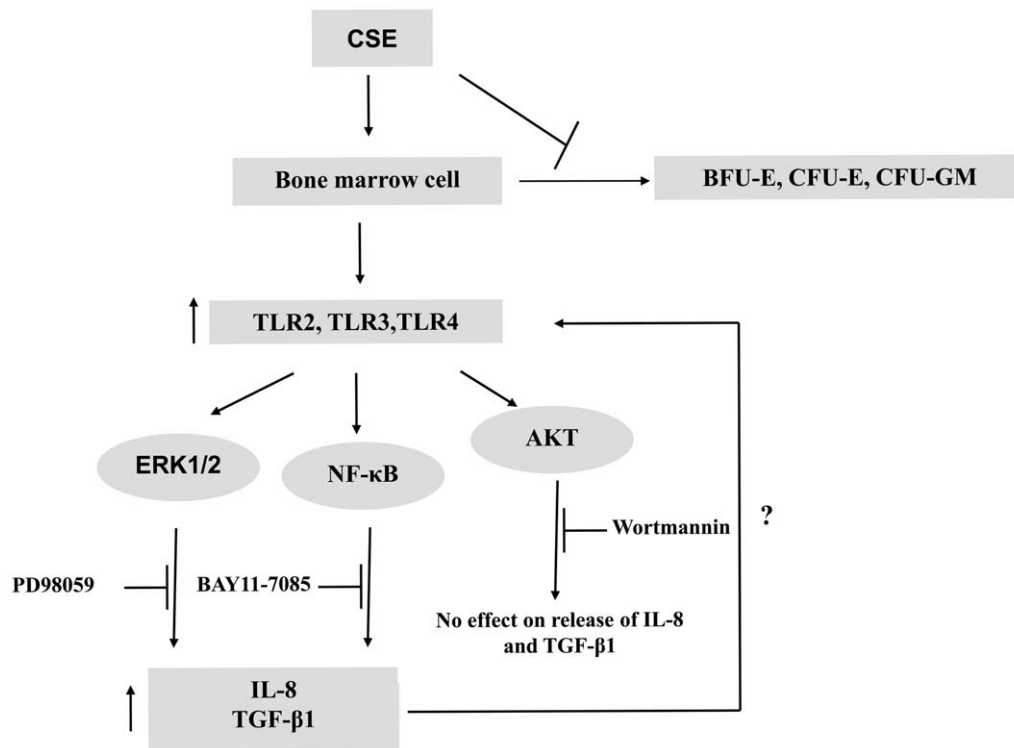 CSE
Bone marrow cell
BFU-E, CFU-E, CFU-GM
TLR2, TLR3,TLR4
ERK1/2
NF-κB
AKT
Wortmannin
?
PD98059
BAY11-7085
No effect on release of IL-8
and TGF-β1
IL-8
TGF-β1